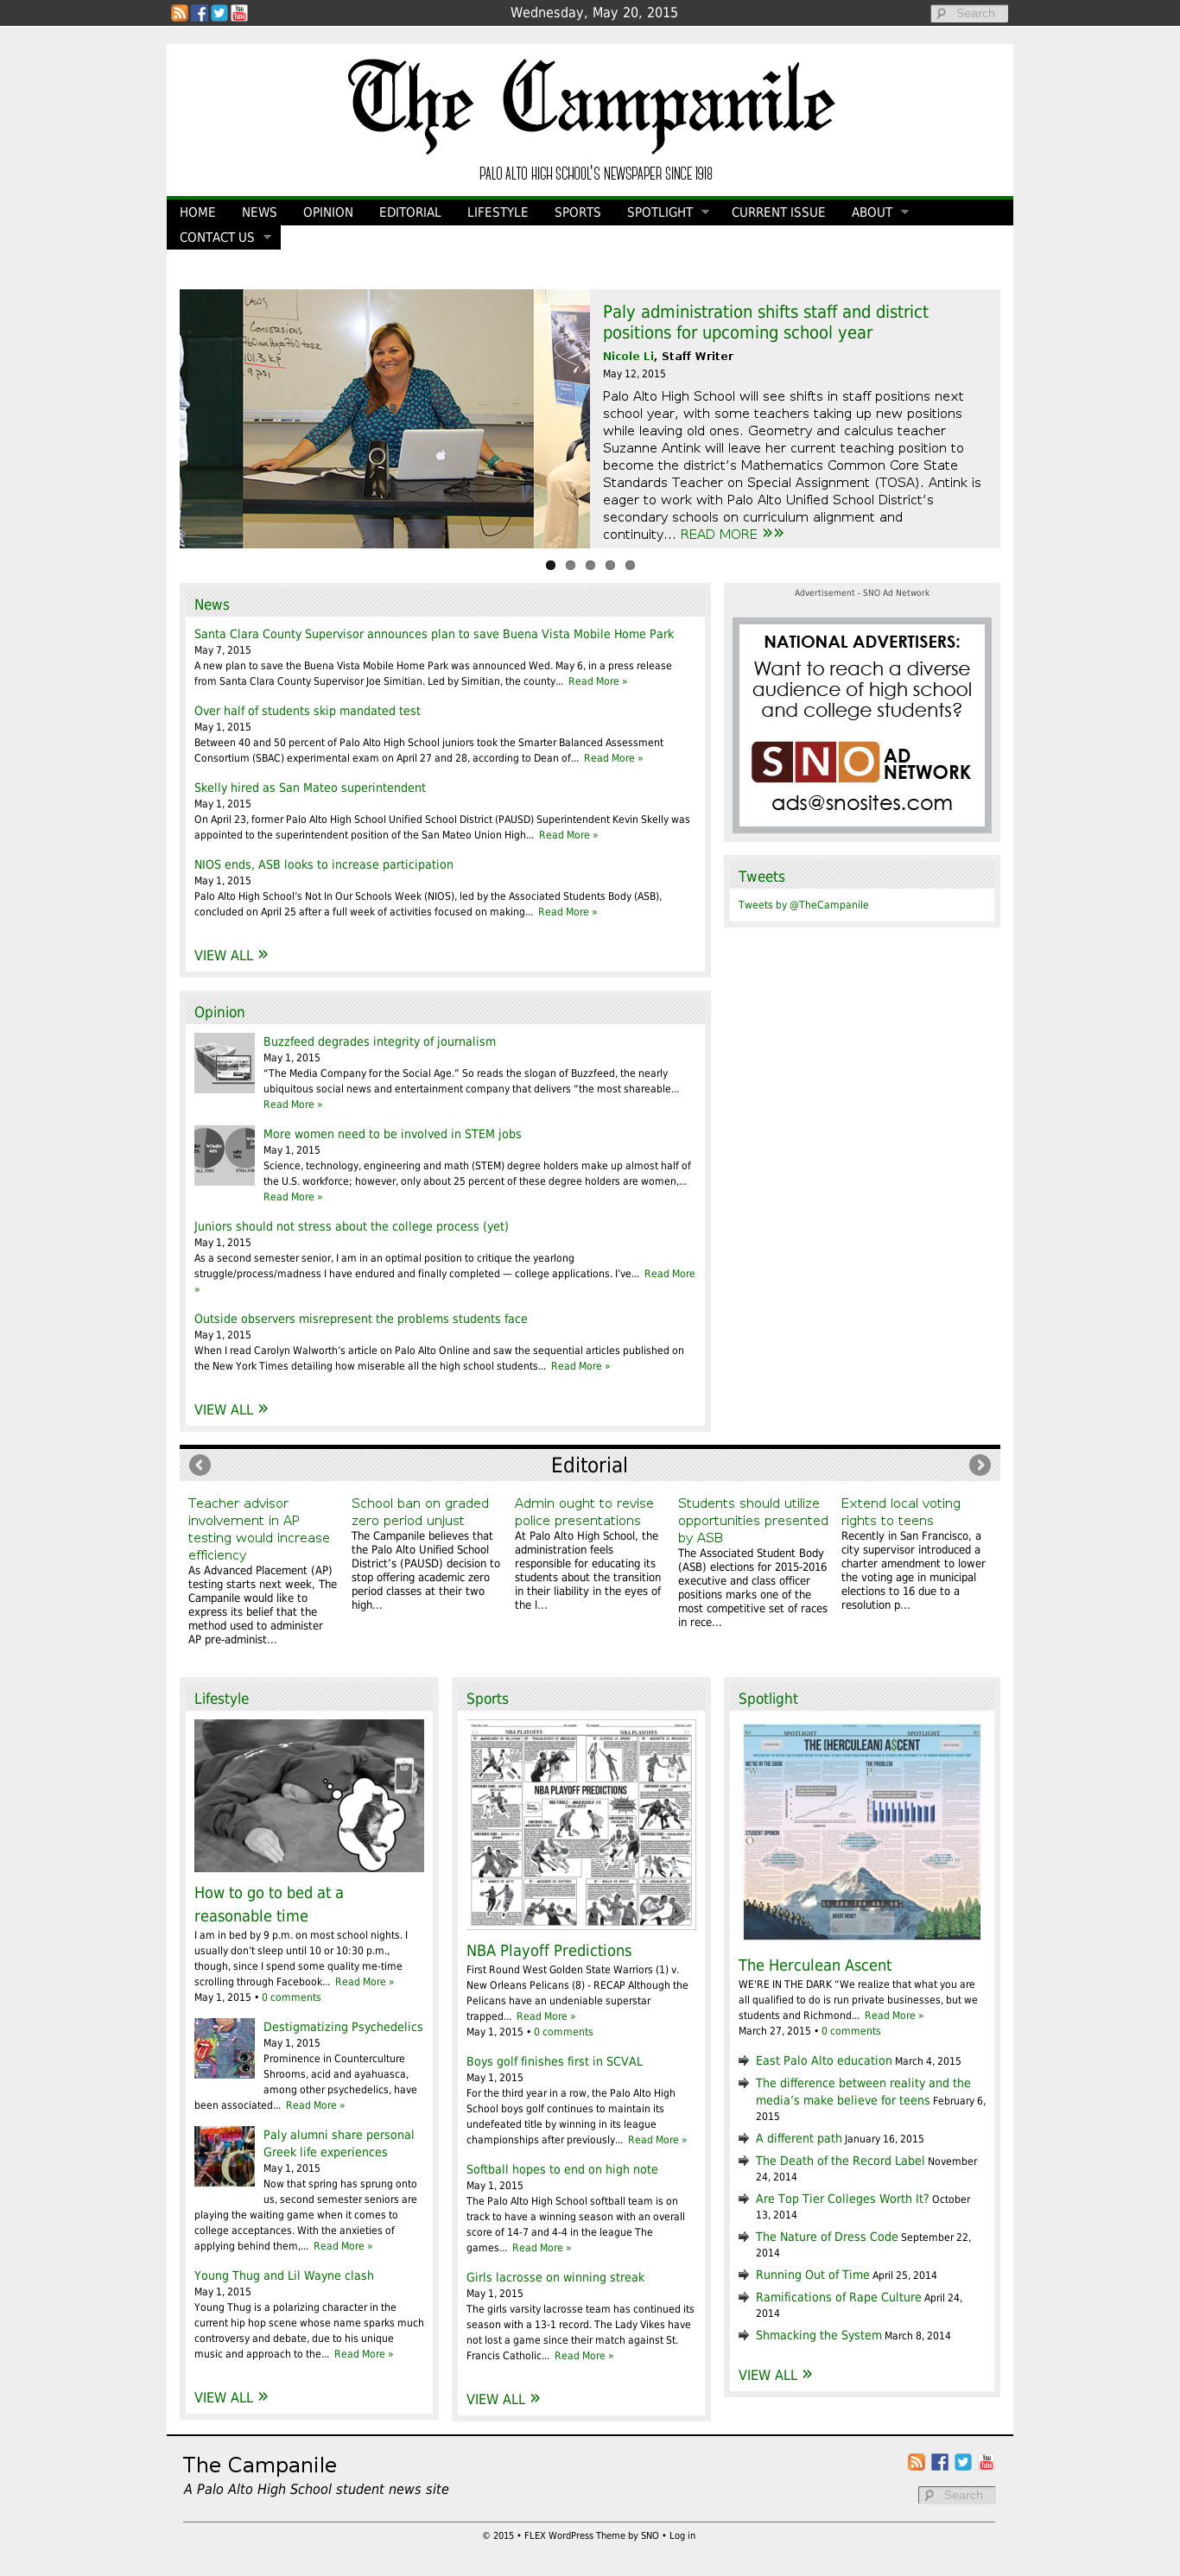 Wednesday, May 20, 2015
Search
The Campanile
PALO ALTO HIGH SCHOOL'S NEWSPAPER SINCE 1918
HOME NEWS OPINION EDITORIAL LIFESTYLE SPORTS SPOTLIGHT CURRENT ISSUE ABOUT
CONTACT US
Paly administration shifts staff and district
positions for upcoming school year
Nicole Li, Staff Writer
May 12, 2015
Palo Alto High School will see shifts in staff positions next
school year, with some teachers taking up new positions
while leaving old ones. Geometry and calculus teacher
Suzanne Antink will leave her current teaching position to
become the district's Mathematics Common Core State
Standards Teacher on Special Assignment (TOSA). Antink is
eager to work with Palo Alto Unified School District's
secondary schools on curriculum alignment and
continuity... READ MORE »»
News
Santa Clara County Supervisor announces plan to save Buena Vista Mobile Home Park
May 7, 2015
A new plan to save the Buena Vista Mobile Home Park was announced Wed. May 6, in a press release
from Santa Clara County Supervisor Joe Simitian. Led by Simitian, the county... Read More »
Over half of students skip mandated test
May 1, 2015
Between 40 and 50 percent of Palo Alto High School juniors took the Smarter Balanced Assessment
Consortium (SBAC) experimental exam on April 27 and 28, according to Dean of... Read More »
Skelly hired as San Mateo superintendent
May 1, 2015
On April 23, former Palo Alto High School Unified School District (PAUSD) Superintendent Kevin Skelly was
appointed to the superintendent position of the San Mateo Union High... Read More »
NIOS ends, ASB looks to increase participation
May 1, 2015
Palo Alto High School's Not In Our Schools Week (NIOS), led by the Associated Students Body (ASB),
concluded on April 25 after a full week of activities focused on making... Read More »
VIEW ALL »
Advertisement - SNO Ad Network
NATIONAL ADVERTISERS:
Want to reach a diverse
audience of high school
and college students?
SNO AD NETWORK
ads@snosites.com
Tweets
Tweets by @TheCampanile
Opinion
Buzzfeed degrades integrity of journalism
May 1, 2015
“The Media Company for the Social Age.” So reads the slogan of Buzzfeed, the nearly
ubiquitous social news and entertainment company that delivers “the most shareable...
Read More »
More women need to be involved in STEM jobs
May 1, 2015
Science, technology, engineering and math (STEM) degree holders make up almost half of
the U.S. workforce; however, only about 25 percent of these degree holders are women,...
Read More »
Juniors should not stress about the college process (yet)
May 1, 2015
As a second semester senior, I am in an optimal position to critique the yearlong
struggle/process/madness I have endured and finally completed — college applications. I've... Read More
»
Outside observers misrepresent the problems students face
May 1, 2015
When I read Carolyn Walworth's article on Palo Alto Online and saw the sequential articles published on
the New York Times detailing how miserable all the high school students... Read More »
VIEW ALL »
Editorial
Teacher advisor
involvement in AP
testing would increase
efficiency
As Advanced Placement (AP)
testing starts next week, The
Campanile would like to
express its belief that the
method used to administer
AP pre-administ...
School ban on graded
zero period unjust
The Campanile believes that
the Palo Alto Unified School
District's (PAUSD) decision to
stop offering academic zero
period classes at their two
high...
Admin ought to revise
police presentations
At Palo Alto High School, the
administration feels
responsible for educating its
students about the transition
in their liability in the eyes of
the l...
Students should utilize
opportunities presented
by ASB
The Associated Student Body
(ASB) elections for 2015-2016
executive and class officer
positions marks one of the
most competitive set of races
in rece...
Extend local voting
rights to teens
Recently in San Francisco, a
city supervisor introduced a
charter amendment to lower
the voting age in municipal
elections to 16 due to a
resolution p...
Lifestyle
How to go to bed at a
reasonable time
I am in bed by 9 p.m. on most school nights. I
usually don't sleep until 10 or 10:30 p.m.,
though, since I spend some quality me-time
scrolling through Facebook... Read More »
May 1, 2015 • 0 comments
Destigmatizing Psychedelics
May 1, 2015
Prominence in Counterculture
Shrooms, acid and ayahuasca,
among other psychedelics, have
been associated... Read More »
Paly alumni share personal
Greek life experiences
May 1, 2015
Now that spring has sprung onto
us, second semester seniors are
playing the waiting game when it comes to
college acceptances. With the anxieties of
applying behind them,... Read More »
Young Thug and Lil Wayne clash
May 1, 2015
Young Thug is a polarizing character in the
current hip hop scene whose name sparks much
controversy and debate, due to his unique
music and approach to the... Read More »
VIEW ALL »
Sports
NBA PLAYOFF PREDICTIONS
NBA Playoff Predictions
First Round West Golden State Warriors (1) v.
New Orleans Pelicans (8) - RECAP Although the
Pelicans have an undeniable superstar
trapped... Read More »
May 1, 2015 • 0 comments
Boys golf finishes first in SCVAL
May 1, 2015
For the third year in a row, the Palo Alto High
School boys golf continues to maintain its
undefeated title by winning in its league
championships after previously... Read More »
Softball hopes to end on high note
May 1, 2015
The Palo Alto High School softball team is on
track to have a winning season with an overall
score of 14-7 and 4-4 in the league The
games... Read More »
Girls lacrosse on winning streak
May 1, 2015
The girls varsity lacrosse team has continued its
season with a 13-1 record. The Lady Vikes have
not lost a game since their match against St.
Francis Catholic... Read More »
VIEW ALL »
Spotlight
SPOTLIGHT SPOTLIGHT
THE [HERCULEAN] A$CENT
The Herculean Ascent
WE'RE IN THE DARK “We realize that what you are
all qualified to do is run private businesses, but we
students and Richmond... Read More »
March 27, 2015 • 0 comments
East Palo Alto education March 4, 2015
The difference between reality and the
media's make believe for teens February 6,
2015
A different path January 16, 2015
The Death of the Record Label November
24, 2014
Are Top Tier Colleges Worth It? October
13, 2014
The Nature of Dress Code September 22,
2014
Running Out of Time April 25, 2014
Ramifications of Rape Culture April 24,
2014
Shmacking the System March 8, 2014
VIEW ALL »
The Campanile
A Palo Alto High School student news site
Search
© 2015 • FLEX WordPress Theme by SNO • Log in